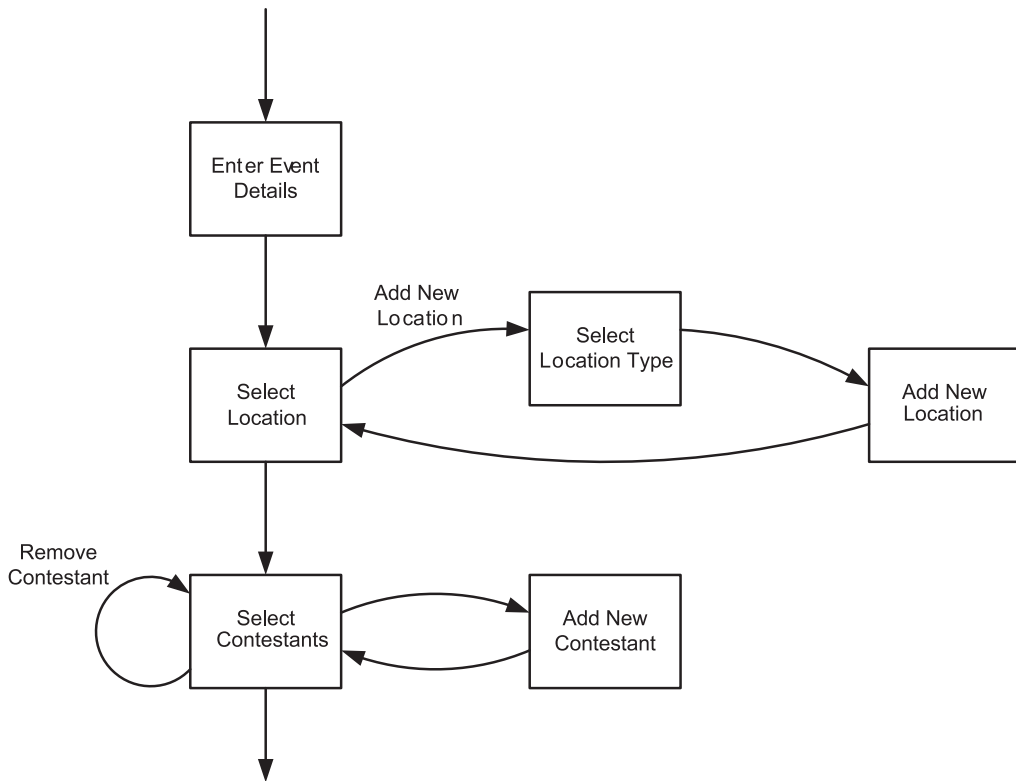 Enter Event
Details
Add New
Location
Select
Location Type
Select
Location
Add New
Location
Remove
Contestant
Select
Contestants
Add New
Contestant